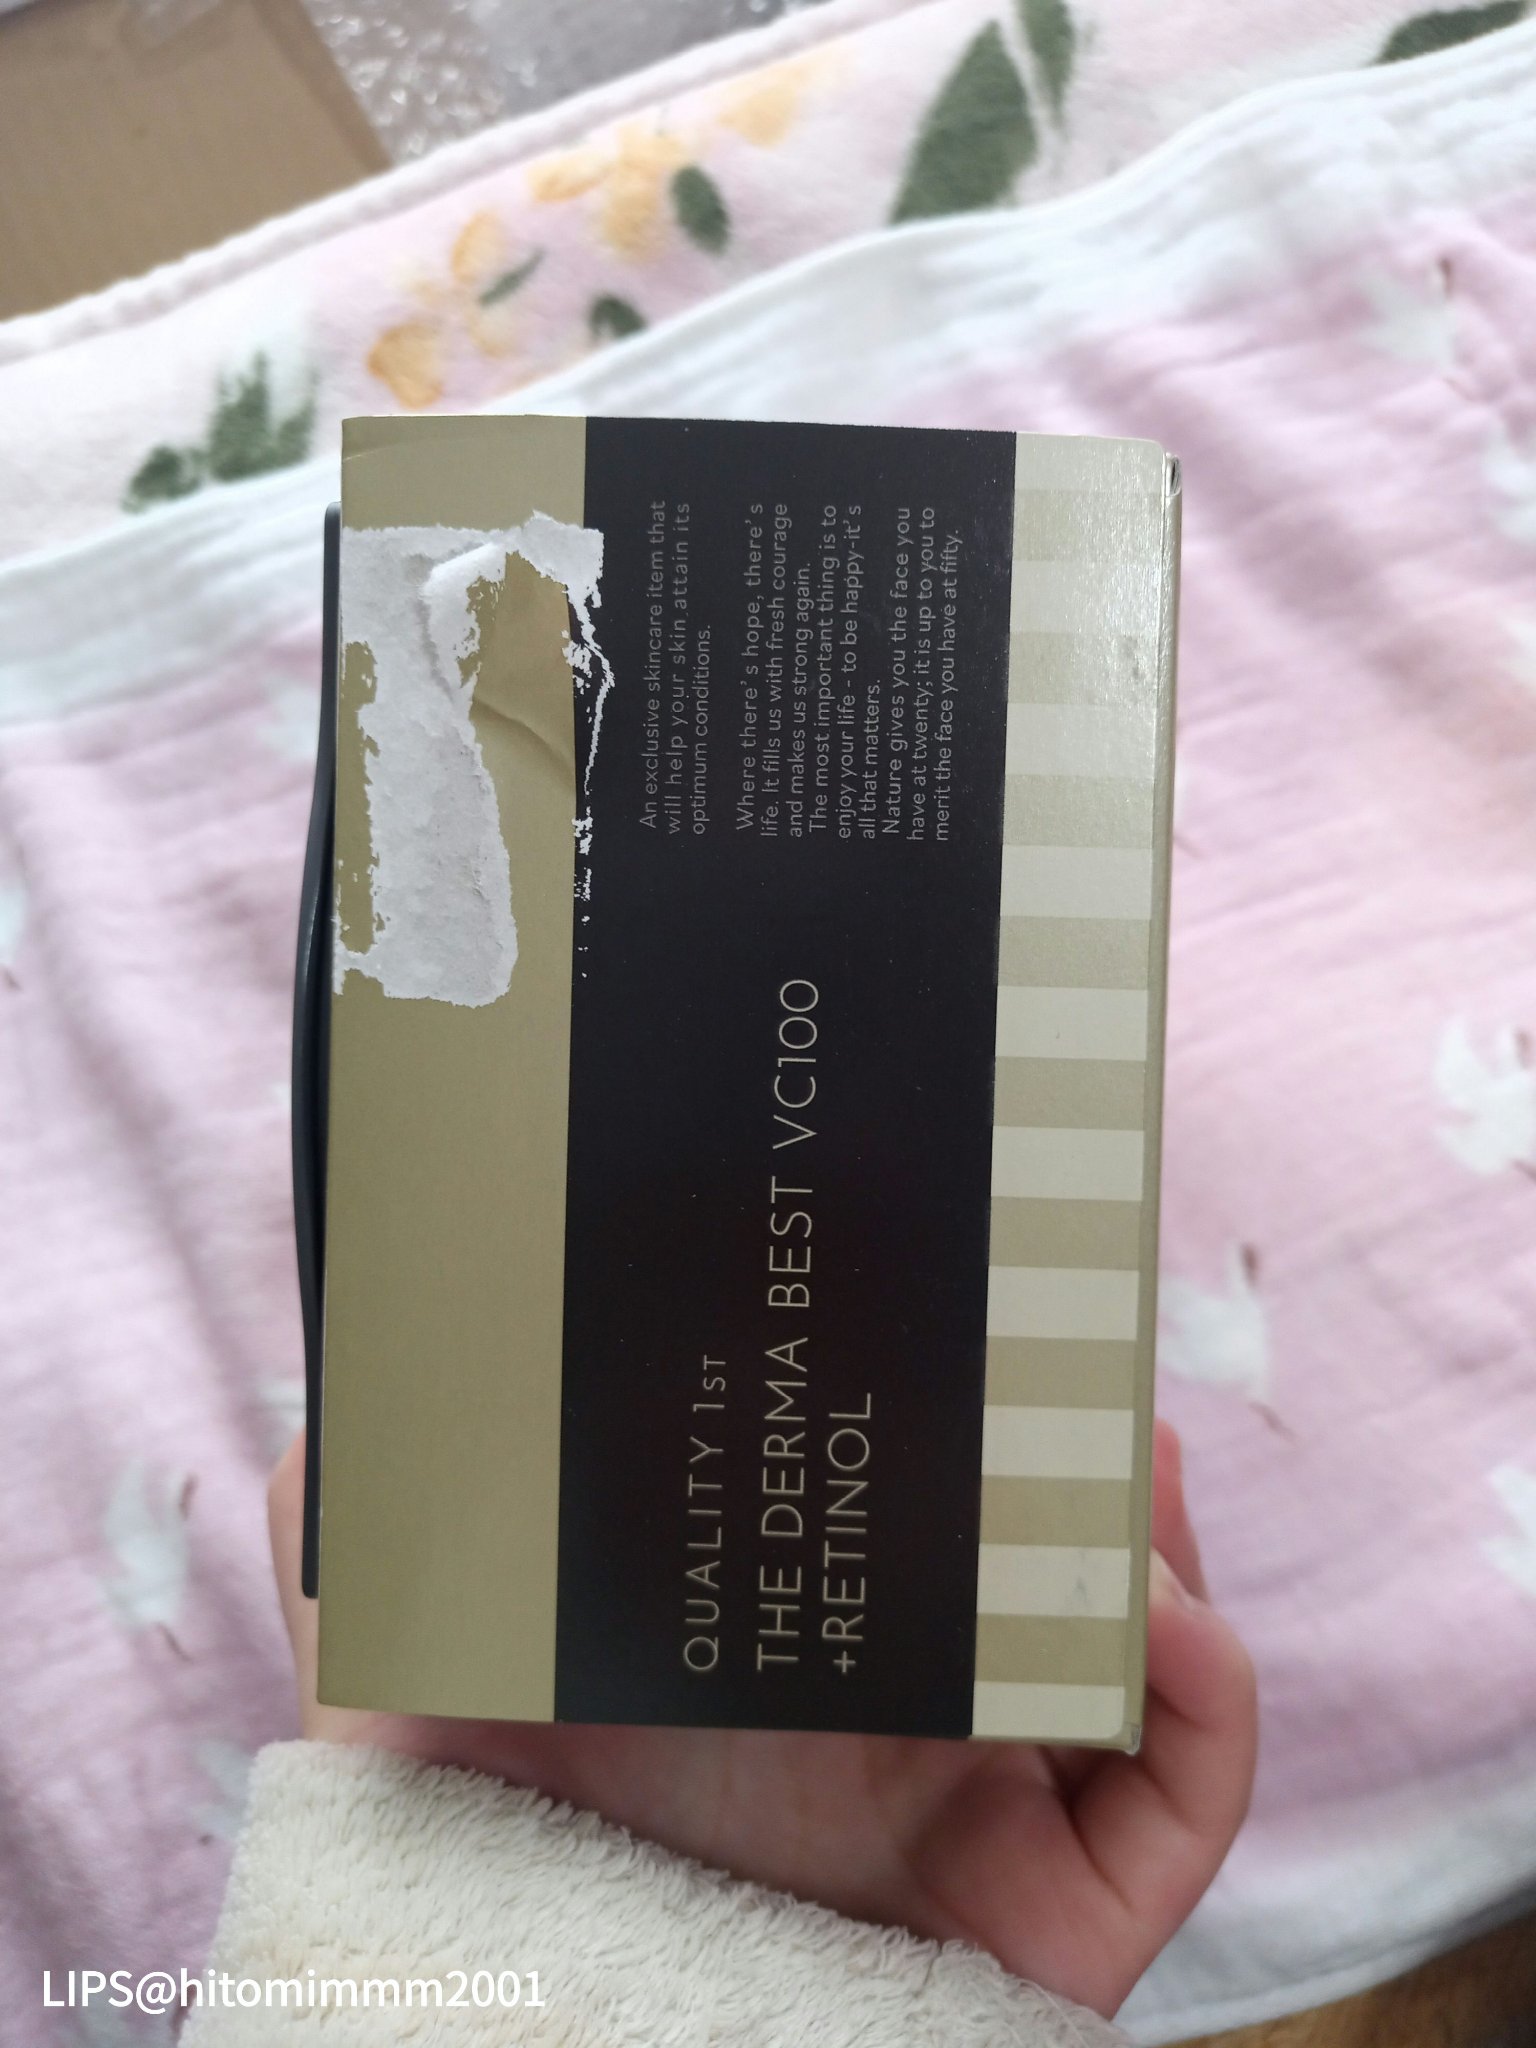 QUALITY 1ST
THE DERMA BEST VC100
+RETINOL
An exclusive skincare item that
will help your skin attain its
optimum conditions.
Where there's hope, there's
life. It fills us with fresh courage
and makes us strong again.
The most important thing is to
enjoy your life - to be happy-it's
all that matters.
Nature gives you the face you
have at twenty; it is up to you to
merit the face you have at fifty.
LIPS@hitomimmmm2001